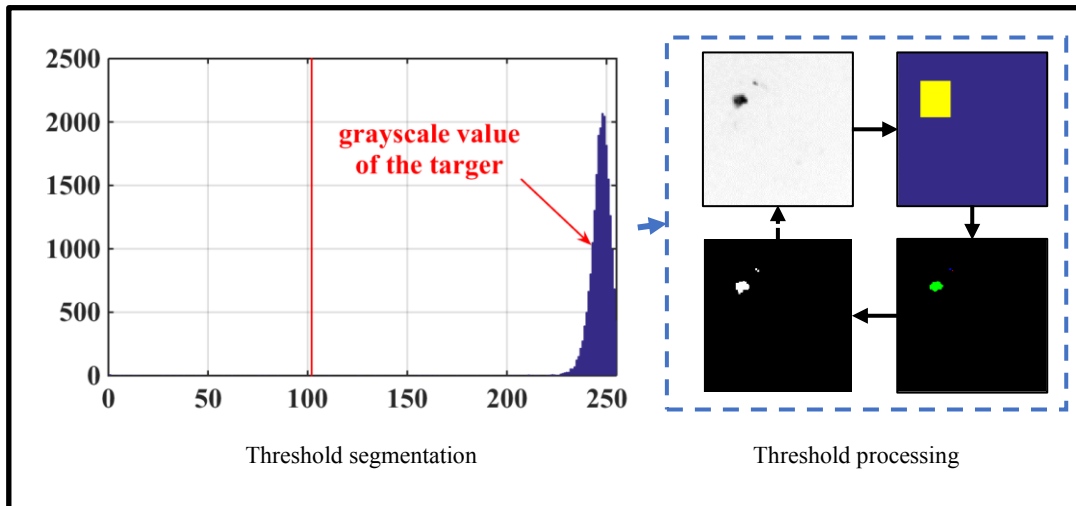 2500
2000
1500
1000
500
0
0 50 100 150 200 250
grayscale value
of the targer
Threshold segmentation
Threshold processing